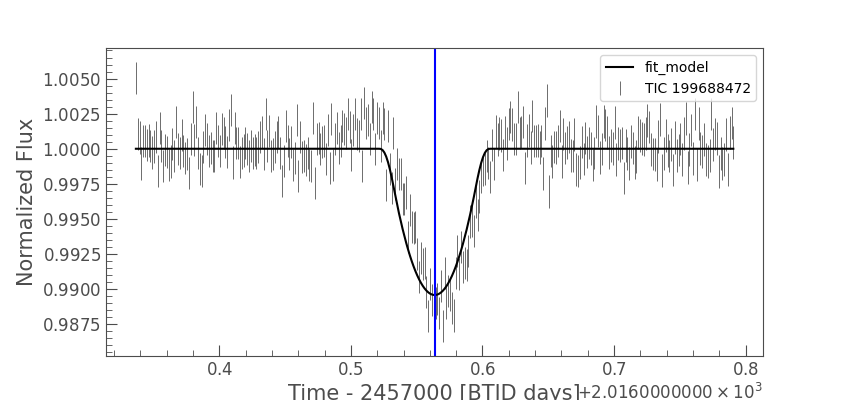 fit_model
TIC 199688472
1.0050
1.0025
1.0000
0.9975
0.9950
0.9925
0.9900
0.9875
Normalized Flux
0.4 0.5 0.6 0.7 0.8
Time - 2457000 [BTJD days]
+2.0160000000 × 10³